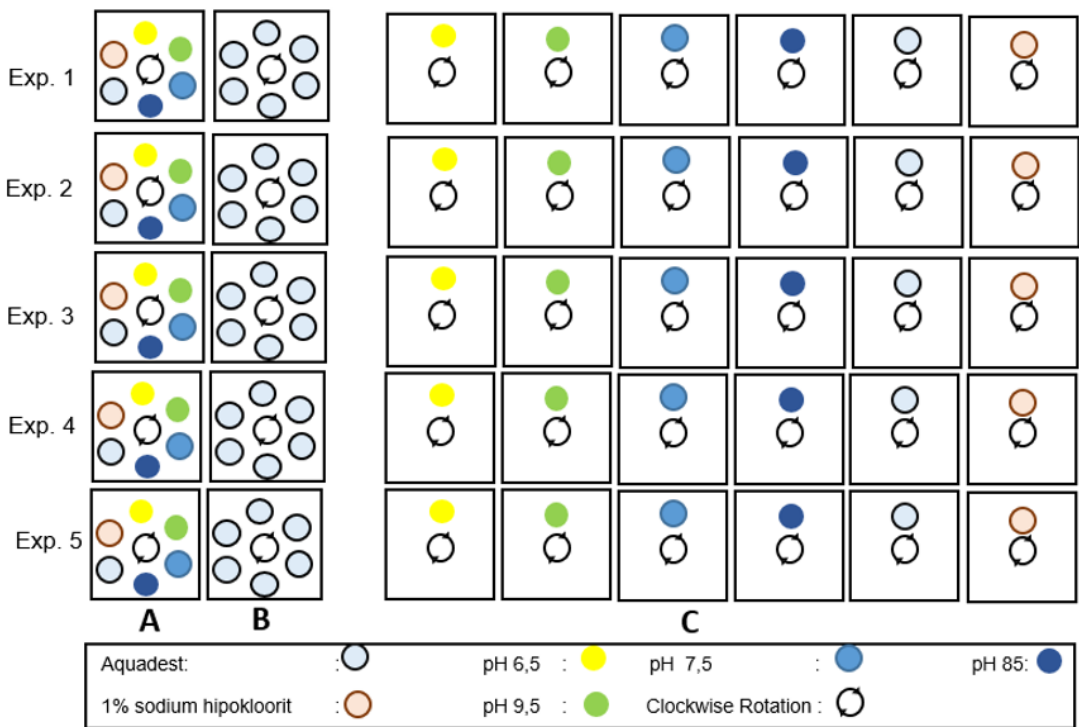 Exp. 1
Exp. 2
Exp. 3
Exp. 4
Exp. 5
A B C
Aquadest: : pH 6,5 : pH 7,5 : pH 85:
1% sodium hipokloorit : pH 9,5 : Clockwise Rotation :